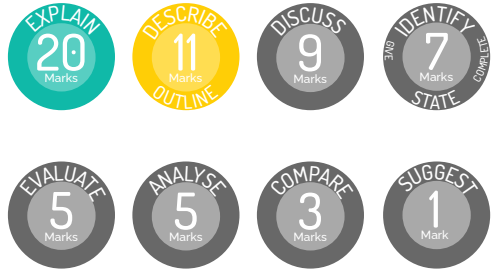 EXPLAIN
20
Marks
DESCRIBE
11
Marks
OUTLINE
DISCUSS
9
Marks
IDENTIFY
GIVE
7
Marks
COMPLETE
STATE
EVALUATE
5
Marks
ANALYSE
5
Marks
COMPARE
3
Marks
SUGGEST
1
Mark